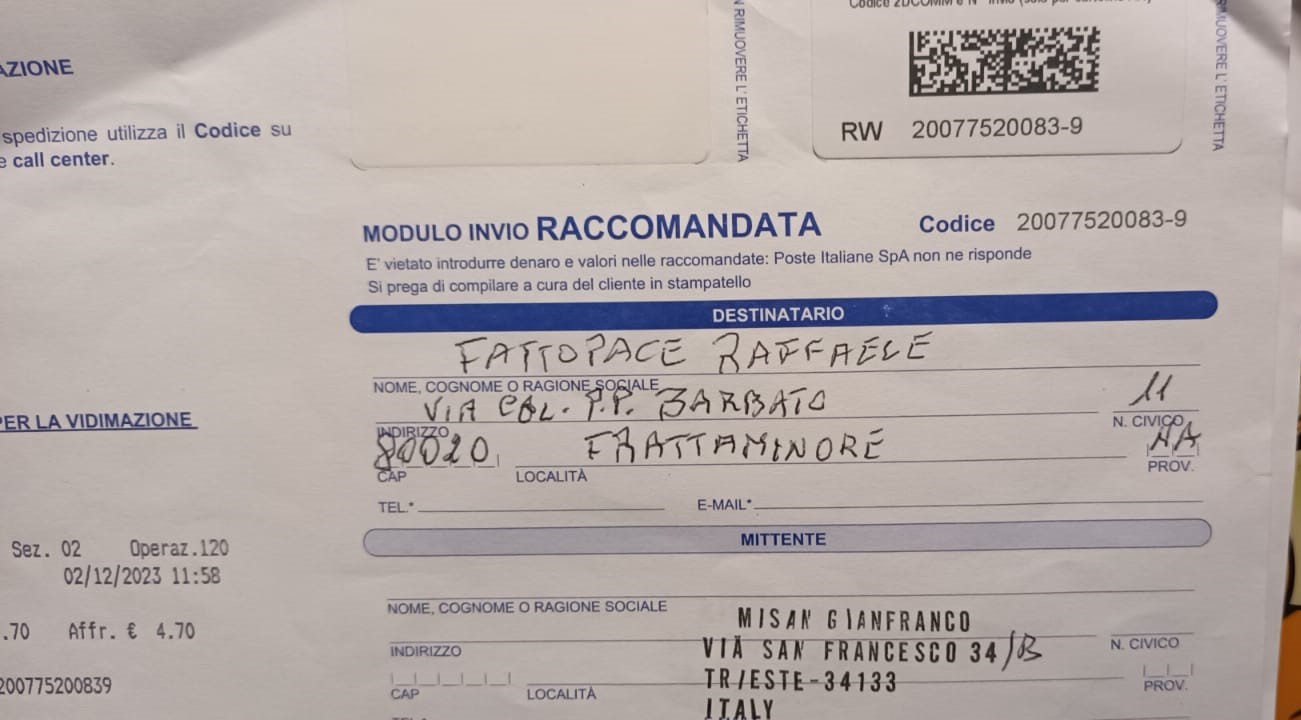 AZIONE
spedizione utilizza il Codice su
e call center.
RIMUOVERE L'ETICHETTA
RW 20077520083-9
RIMUOVERE L'ETICHETTA
MODULO INVIO RACCOMANDATA Codice 20077520083-9
E' vietato introdurre denaro e valori nelle raccomandate: Poste Italiane SpA non ne risponde
Si prega di compilare a cura del cliente in stampatello
DESTINATARIO
FATTOPACE RAFFAELE
NOME, COGNOME O RAGIONE SOCIALE
VIA COL. P.P. BARBATO 11
INDIRIZZO N. CIVICO
80020 FRATTAMINORE NA
CAP LOCALITÀ PROV.
TEL.* E-MAIL*
PER LA VIDIMAZIONE
MITTENTE
Sez. 02 Operaz.120
02/12/2023 11:58
.70 Affr. € 4.70
200775200839
NOME, COGNOME O RAGIONE SOCIALE
MISAN GIANFRANCO
INDIRIZZO N. CIVICO
VIA SAN FRANCESCO 34/B
TRIESTE-34133
CAP LOCALITÀ PROV.
ITALY